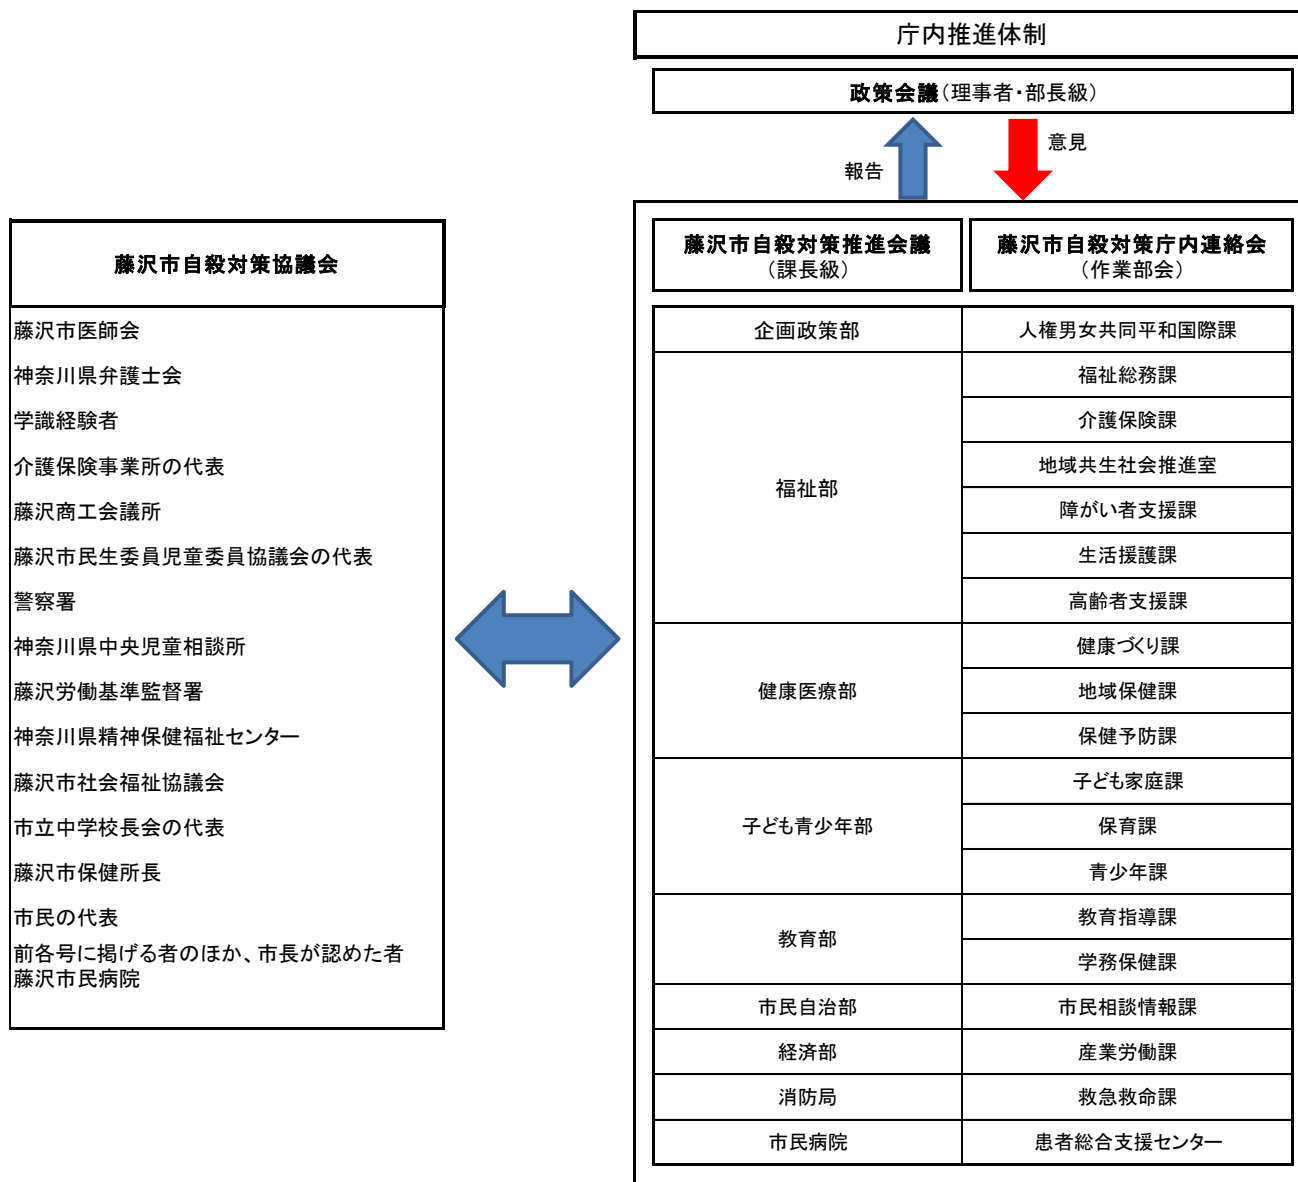 庁内推進体制
政策会議(理事者・部長級)
報告
意見
藤沢市自殺対策協議会
藤沢市医師会
神奈川県弁護士会
学識経験者
介護保険事業所の代表
藤沢商工会議所
藤沢市民生委員児童委員協議会の代表
警察署
神奈川県中央児童相談所
藤沢労働基準監督署
神奈川県精神保健福祉センター
藤沢市社会福祉協議会
市立中学校長会の代表
藤沢市保健所長
市民の代表
前各号に掲げる者のほか、市長が認めた者
藤沢市民病院
藤沢市自殺対策推進会議
(課長級)
藤沢市自殺対策庁内連絡会
(作業部会)
企画政策部
人権男女共同平和国際課
福祉部
福祉総務課
介護保険課
地域共生社会推進室
障がい者支援課
生活援護課
高齢者支援課
健康医療部
健康づくり課
地域保健課
保健予防課
子ども青少年部
子ども家庭課
保育課
青少年課
教育部
教育指導課
学務保健課
市民自治部
市民相談情報課
経済部
産業労働課
消防局
救急救命課
市民病院
患者総合支援センター